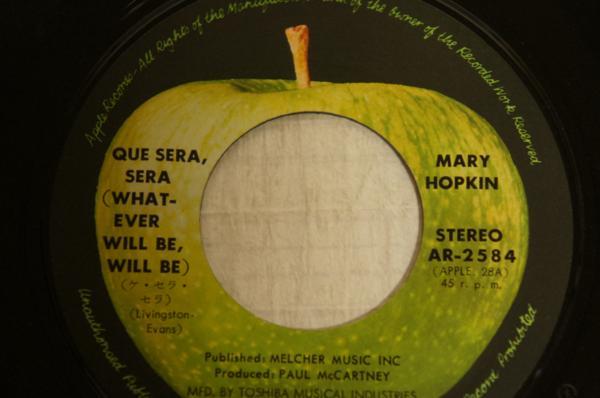 Apple Records-All Rights of the Manufacturer and of the owner of the Recorded Work Reserved
QUE SERA,
SERA
(WHAT-
EVER
WILL BE,
WILL BE)
(ケ・セラ・
セラ)
(Livingston-
Evans)
MARY
HOPKIN
STEREO
AR-2584
(APPLE. 28A)
45 r. p. m.
Published: MELCHER MUSIC INC
Produced: PAUL McCARTNEY
MFD. BY TOSHIBA MUSICAL INDUSTRIES
Unauthorised
Prohibited